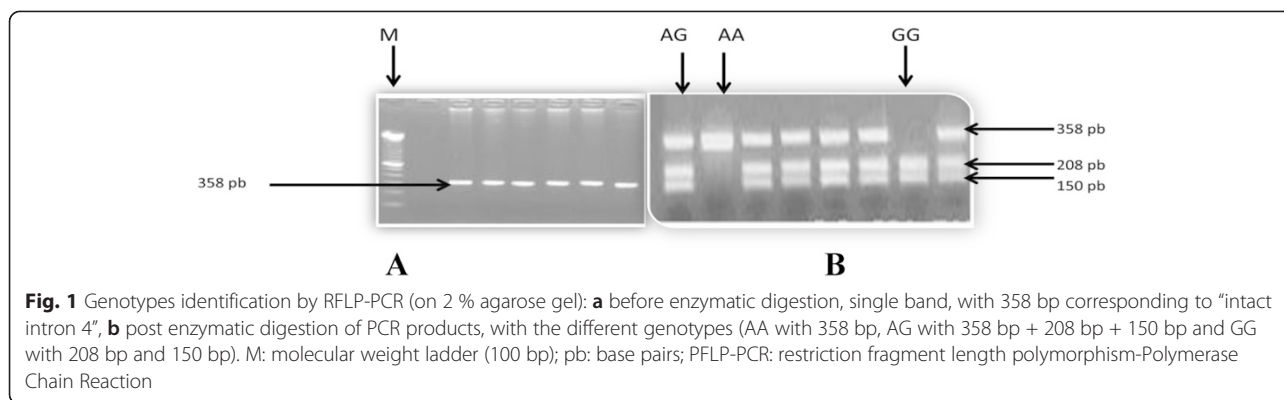 M
AG
AA
GG
358 pb
358 pb
208 pb
150 pb
A
B
Fig. 1 Genotypes identification by RFLP-PCR (on 2 % agarose gel): a before enzymatic digestion, single band, with 358 bp corresponding to “intact
intron 4”, b post enzymatic digestion of PCR products, with the different genotypes (AA with 358 bp, AG with 358 bp + 208 bp + 150 bp and GG
with 208 bp and 150 bp). M: molecular weight ladder (100 bp); pb: base pairs; PFLP-PCR: restriction fragment length polymorphism-Polymerase
Chain Reaction